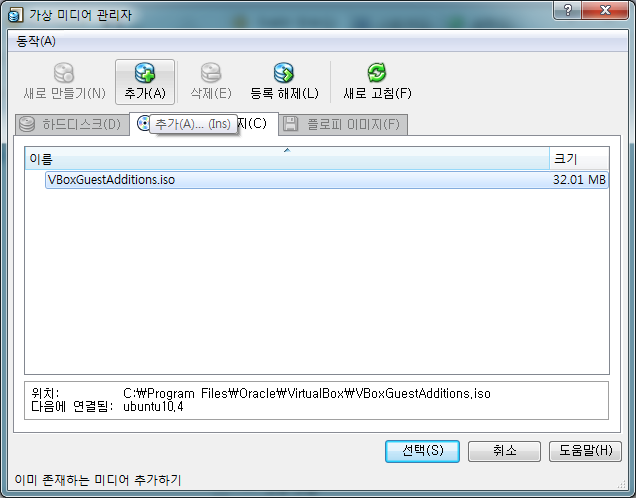 가상 미디어 관리자
동작(A)
새로 만들기(N) 추가(A) 삭제(E) 등록 해제(L) 새로 고침(F)
하드디스크(D) 지(C) 플로피 이미지(F)
추가(A)... (Ins)
이름 크기
VBoxGuestAdditions.iso 32.01 MB
위치: C:₩Program Files₩Oracle₩VirtualBox₩VBoxGuestAdditions.iso
다음에 연결됨: ubuntu10.4
선택(S) 취소 도움말(H)
이미 존재하는 미디어 추가하기